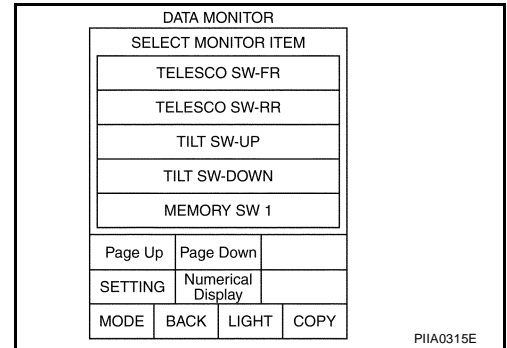 DATA MONITOR
SELECT MONITOR ITEM
TELESCO SW-FR
TELESCO SW-RR
TILT SW-UP
TILT SW-DOWN
MEMORY SW 1
Page Up Page Down
SETTING Numerical Display
MODE BACK LIGHT COPY
PIIA0315E